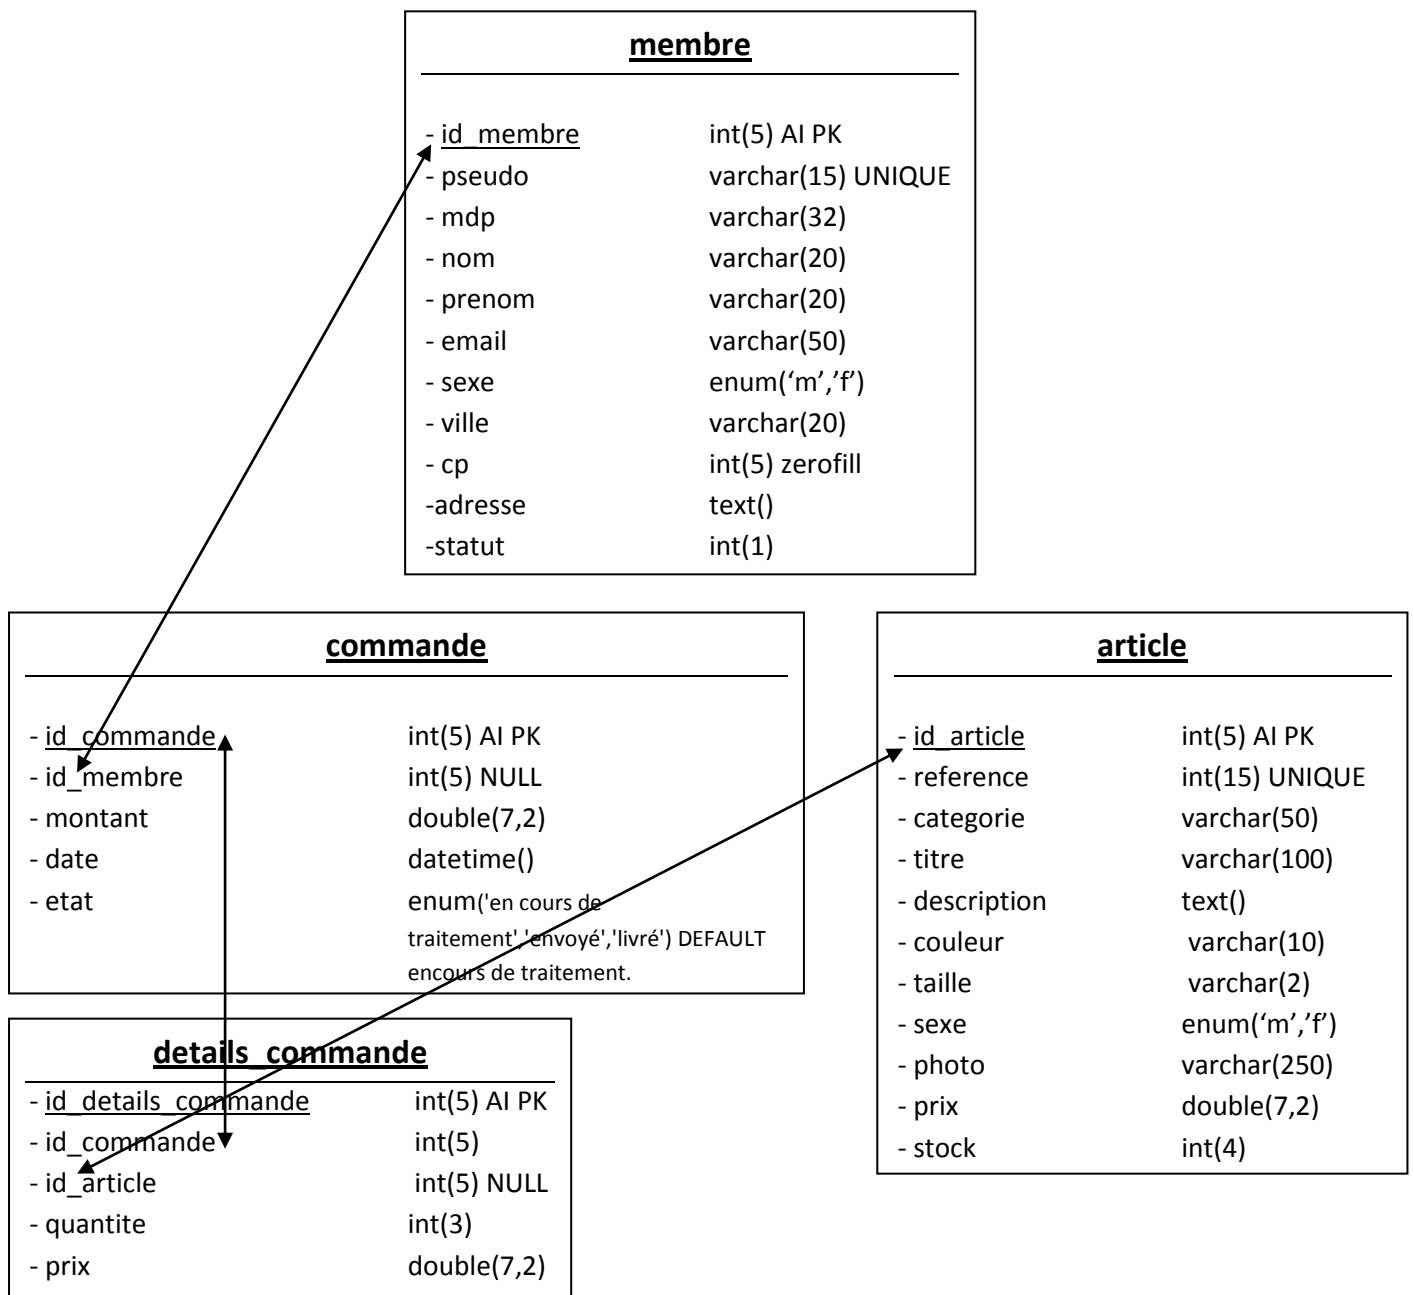 membre
- id_membre int(5) AI PK
- pseudo varchar(15) UNIQUE
- mdp varchar(32)
- nom varchar(20)
- prenom varchar(20)
- email varchar(50)
- sexe enum(‘m’,’f’)
- ville varchar(20)
- cp int(5) zerofill
-adresse text()
-statut int(1)
commande
- id_commande int(5) AI PK
- id_membre int(5) NULL
- montant double(7,2)
- date datetime()
- etat enum('en cours de
traitement','envoyé','livré') DEFAULT
encours de traitement.
article
- id_article int(5) AI PK
- reference int(15) UNIQUE
- categorie varchar(50)
- titre varchar(100)
- description text()
- couleur varchar(10)
- taille varchar(2)
- sexe enum(‘m’,’f’)
- photo varchar(250)
- prix double(7,2)
- stock int(4)
details_commande
- id_details_commande int(5) AI PK
- id_commande int(5)
- id_article int(5) NULL
- quantite int(3)
- prix double(7,2)